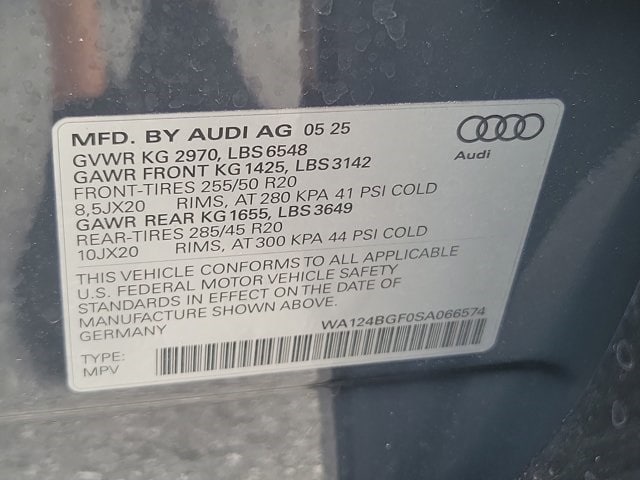 MFD. BY AUDI AG 05 25
Audi
GVWR KG 2970, LBS 6548
GAWR FRONT KG 1425, LBS 3142
FRONT-TIRES 255/50 R20
8,5JX20 RIMS, AT 280 KPA 41 PSI COLD
GAWR REAR KG 1655, LBS 3649
REAR-TIRES 285/45 R20
10JX20 RIMS, AT 300 KPA 44 PSI COLD
THIS VEHICLE CONFORMS TO ALL APPLICABLE
U.S. FEDERAL MOTOR VEHICLE SAFETY
STANDARDS IN EFFECT ON THE DATE OF
MANUFACTURE SHOWN ABOVE.
GERMANY
WA124BGF0SA066574
TYPE:
MPV